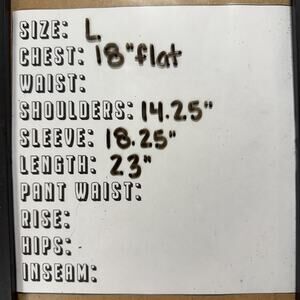 SIZE: L
CHEST: 18" flat
WAIST:
SHOULDERS: 14.25"
SLEEVE: 18.25"
LENGTH: 23"
PANT WAIST:
RISE:
HIPS:
INSEAM: